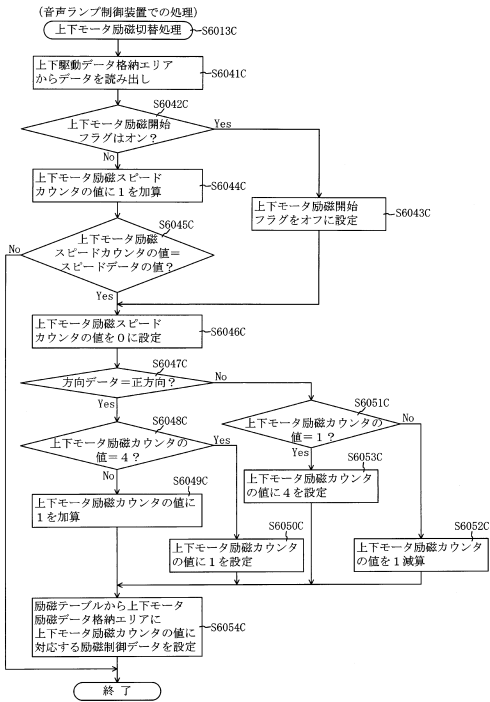 (音声ランプ制御装置での処理)
上下モータ励磁切替処理
S6013C
上下駆動データ格納エリア
からデータを読み出し
S6041C
S6042C
上下モータ励磁開始
フラグはオン?
Yes
No
上下モータ励磁スピード
カウンタの値に1を加算
S6044C
上下モータ励磁開始
フラグをオフに設定
S6043C
S6045C
上下モータ励磁
スピードカウンタの値=
スピードデータの値?
No
Yes
上下モータ励磁スピード
カウンタの値を0に設定
S6046C
S6047C
方向データ=正方向?
No
Yes
S6048C
上下モータ励磁カウンタの
値=4?
Yes
No
S6051C
上下モータ励磁カウンタの
値=1?
No
Yes
S6049C
上下モータ励磁カウンタの値に
1を加算
S6053C
上下モータ励磁カウンタ
の値に4を設定
S6050C
上下モータ励磁カウンタ
の値に1を設定
S6052C
上下モータ励磁カウンタ
の値を1減算
励磁テーブルから上下モータ
励磁データ格納エリアに
上下モータ励磁カウンタの値に
対応する励磁制御データを設定
S6054C
終了